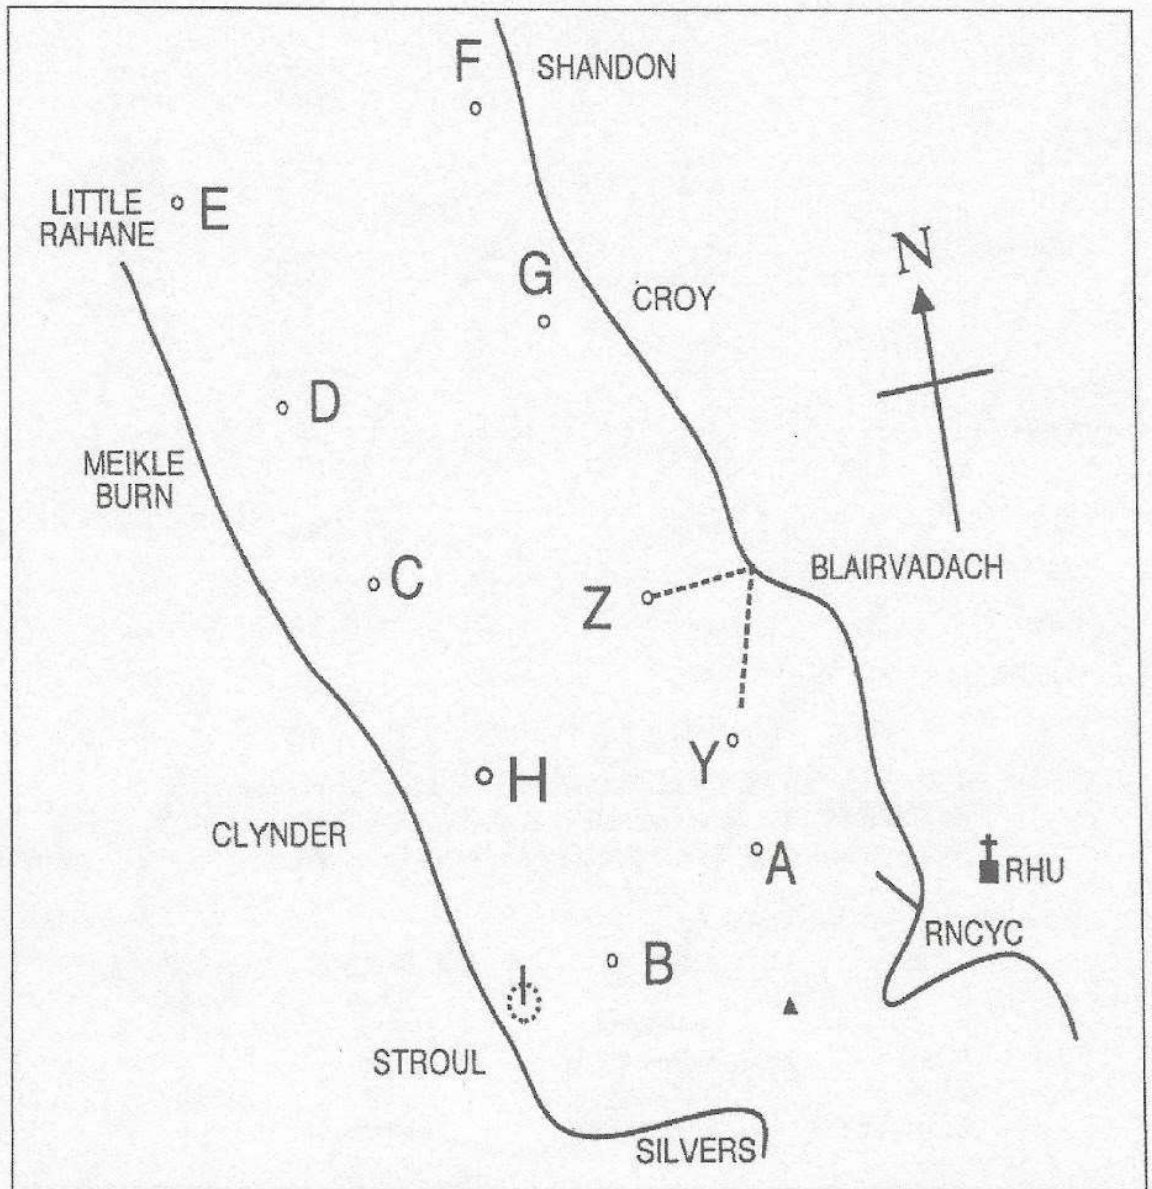 F
SHANDON
LITTLE
RAHANE
E
N
G
CROY
D
MEIKLE
BURN
BLAIRVADACH
C
Z
Y
H
CLYNDER
A
RHU
RNCYC
B
STROUL
SILVERS